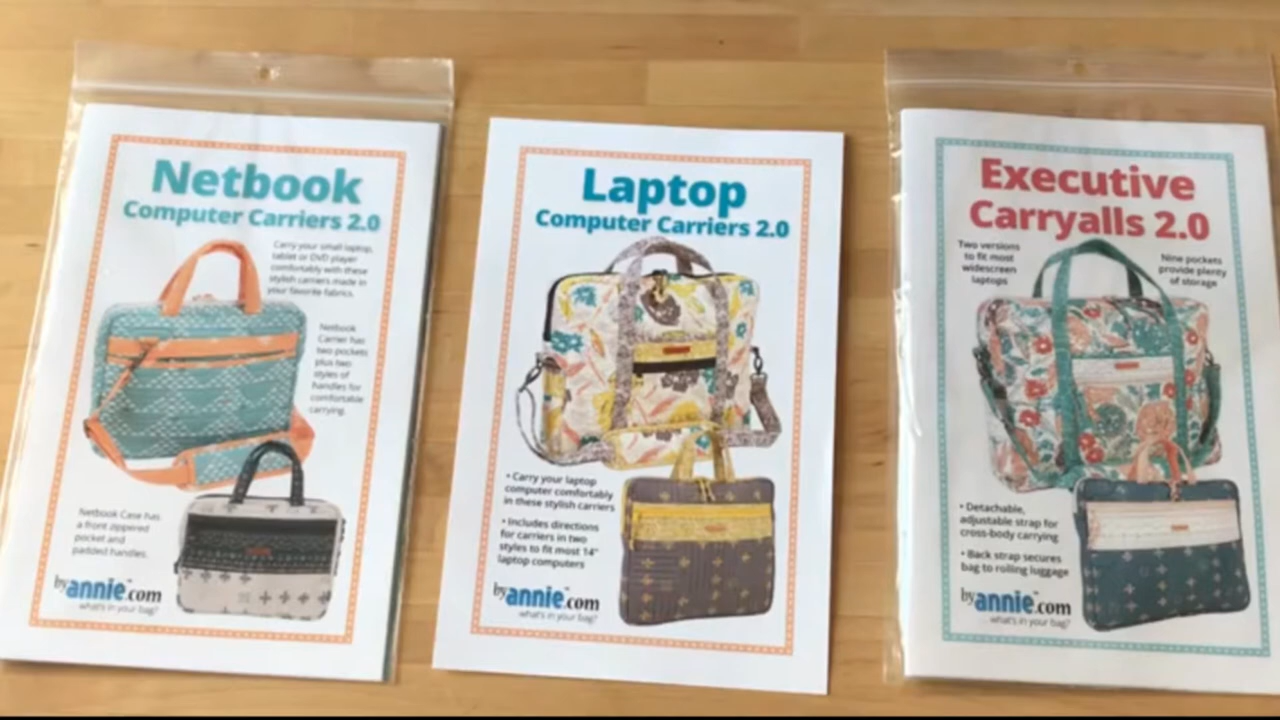 Netbook
Computer Carriers 2.0
Carry your small laptop,
tablet or DVD player
comfortably with these
stylish carriers made in
your favorite fabrics.
Netbook
Carrier has
two pockets
plus two
styles of
handles for
comfortable
carrying.
Netbook Case has
a front zippered
pocket and
padded handles.
byannie.com™
what's in your bag?
Laptop
Computer Carriers 2.0
• Carry your laptop
computer comfortably
in these stylish carriers
• Includes directions
for carriers in two
styles to fit most 14"
laptop computers
byannie.com™
what's in your bag?
Executive
Carryalls 2.0
Two versions
to fit most
widescreen
laptops
Nine pockets
provide plenty
of storage
• Detachable,
adjustable strap for
cross-body carrying
• Back strap secures
bag to rolling luggage
byannie.com™
what's in your bag?